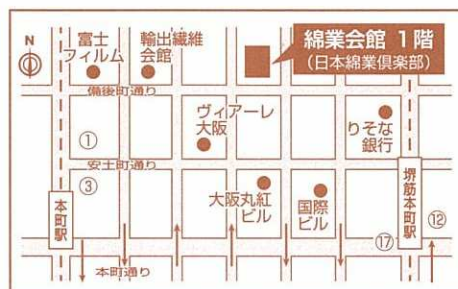 N
富士
フィルム
輸出繊維
会館
綿業会館 1階
(日本綿業倶楽部)
備後町通り
ヴィアーレ
大阪
りそな
銀行
①
安土町通り
③
本町駅
大阪丸紅
ビル
国際
ビル
堺筋本町駅
⑫
⑰
本町通り